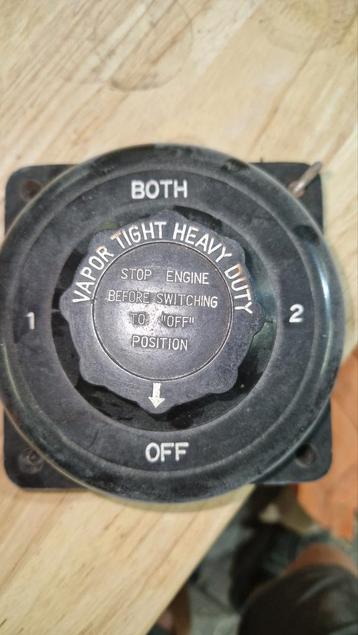 BOTH
VAPOR TIGHT HEAVY DUTY
STOP ENGINE
BEFORE SWITCHING
TO "OFF"
POSITION
1
2
OFF